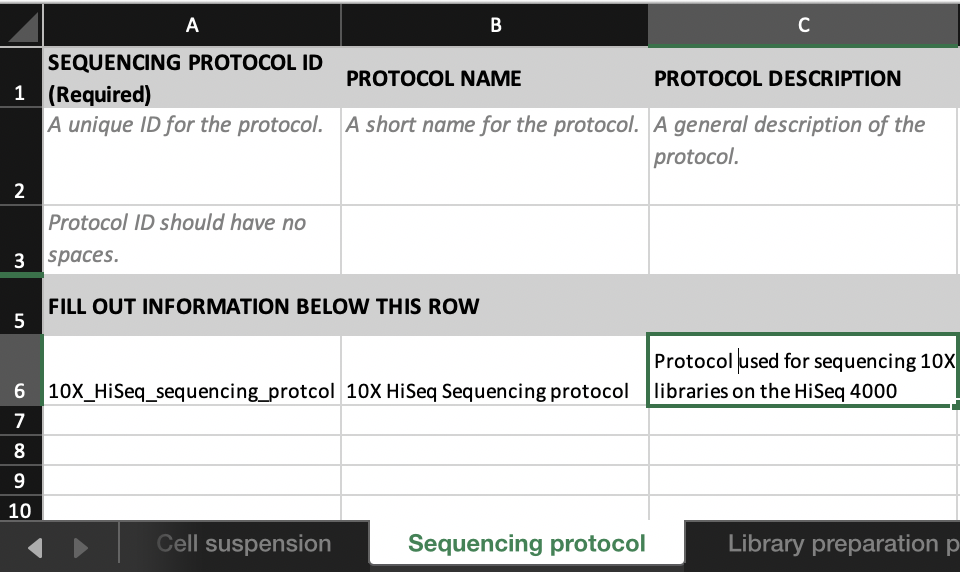 A B C
1 SEQUENCING PROTOCOL ID
(Required) PROTOCOL NAME PROTOCOL DESCRIPTION
2 A unique ID for the protocol. A short name for the protocol. A general description of the
protocol.
3 Protocol ID should have no
spaces.
5 FILL OUT INFORMATION BELOW THIS ROW
6 10X_HiSeq_sequencing_protcol 10X HiSeq Sequencing protocol Protocol used for sequencing 10X
libraries on the HiSeq 4000
7
8
9
10
Cell suspension Sequencing protocol Library preparation p